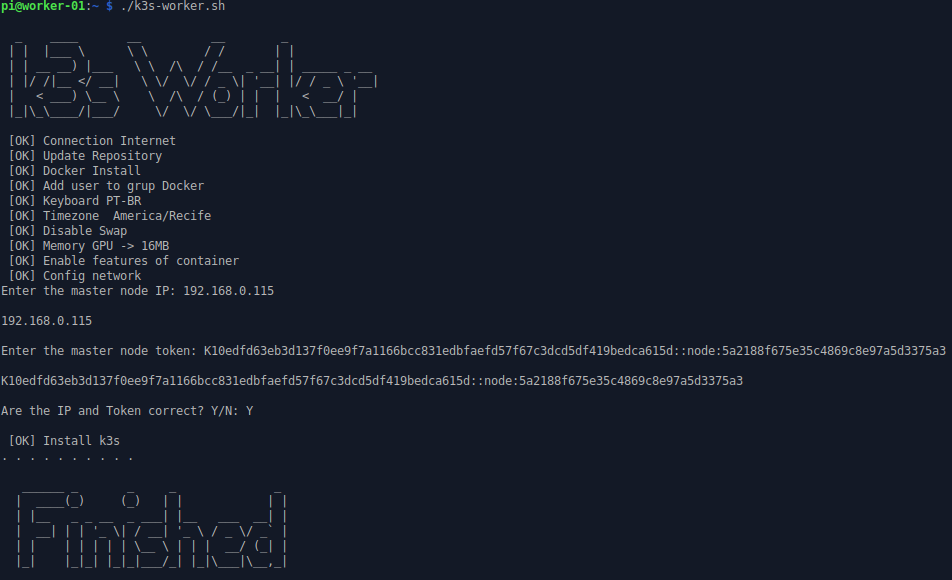 pi@worker-01:~ $ ./k3s-worker.sh
k3s Worker
[OK] Connection Internet
[OK] Update Repository
[OK] Docker Install
[OK] Add user to grup Docker
[OK] Keyboard PT-BR
[OK] Timezone  America/Recife
[OK] Disable Swap
[OK] Memory GPU -> 16MB
[OK] Enable features of container
[OK] Config network
Enter the master node IP: 192.168.0.115
192.168.0.115
Enter the master node token: K10edfd63eb3d137f0ee9f7a1166bcc831edbfaefd57f67c3dcd5df419bedca615d::node:5a2188f675e35c4869c8e97a5d3375a3
K10edfd63eb3d137f0ee9f7a1166bcc831edbfaefd57f67c3dcd5df419bedca615d::node:5a2188f675e35c4869c8e97a5d3375a3
Are the IP and Token correct? Y/N: Y
[OK] Install k3s
. . . . . . . . . .
Finished